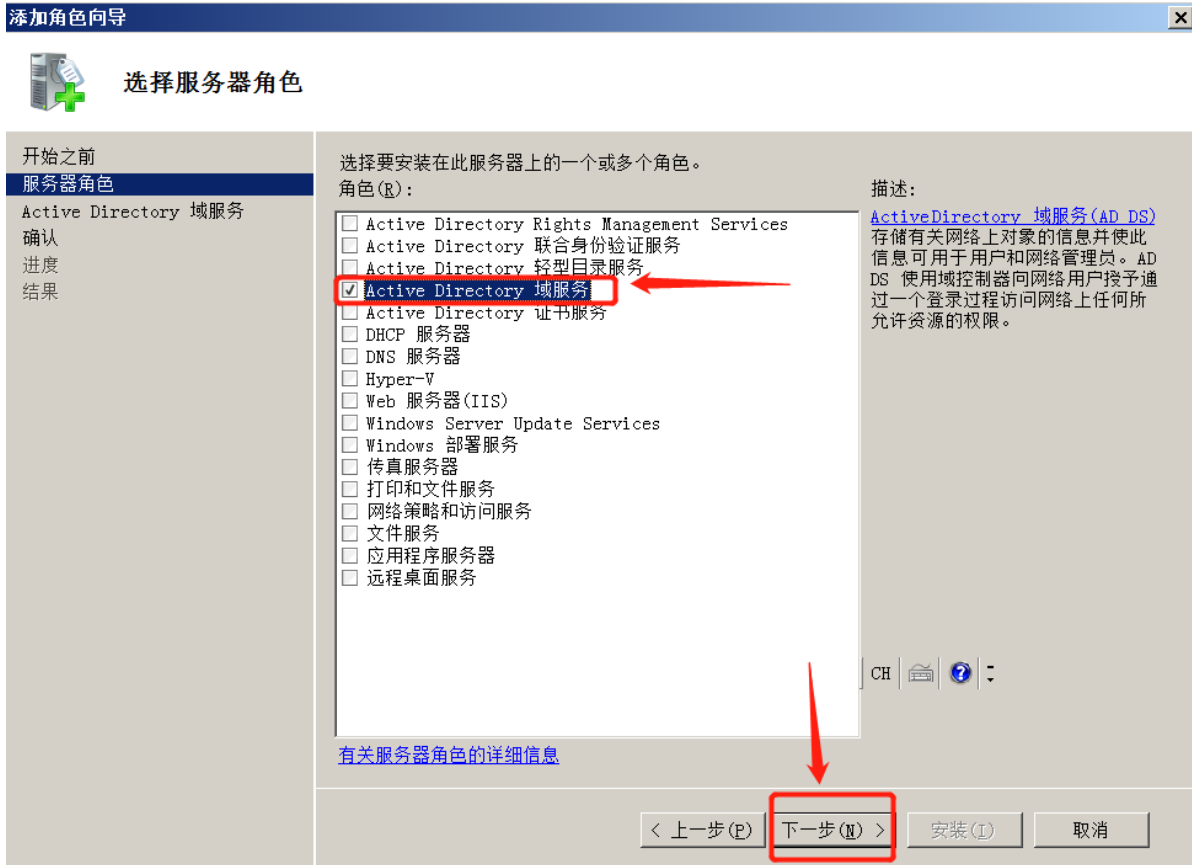 添加角色向导
选择服务器角色
开始之前
服务器角色
Active Directory 域服务
确认
进度
结果
选择要安装在此服务器上的一个或多个角色。
角色(R):
Active Directory Rights Management Services
Active Directory 联合身份验证服务
Active Directory 轻型目录服务
Active Directory 域服务
Active Directory 证书服务
DHCP 服务器
DNS 服务器
Hyper-V
Web 服务器(IIS)
Windows Server Update Services
Windows 部署服务
传真服务器
打印和文件服务
网络策略和访问服务
文件服务
应用程序服务器
远程桌面服务
有关服务器角色的详细信息
描述:
ActiveDirectory 域服务(AD DS)
存储有关网络上对象的信息并使此
信息可用于用户和网络管理员。AD
DS 使用域控制器向网络用户授予通
过一个登录过程访问网络上任何所
允许资源的权限。
CH
< 上一步(P)
下一步(N) >
安装(I)
取消